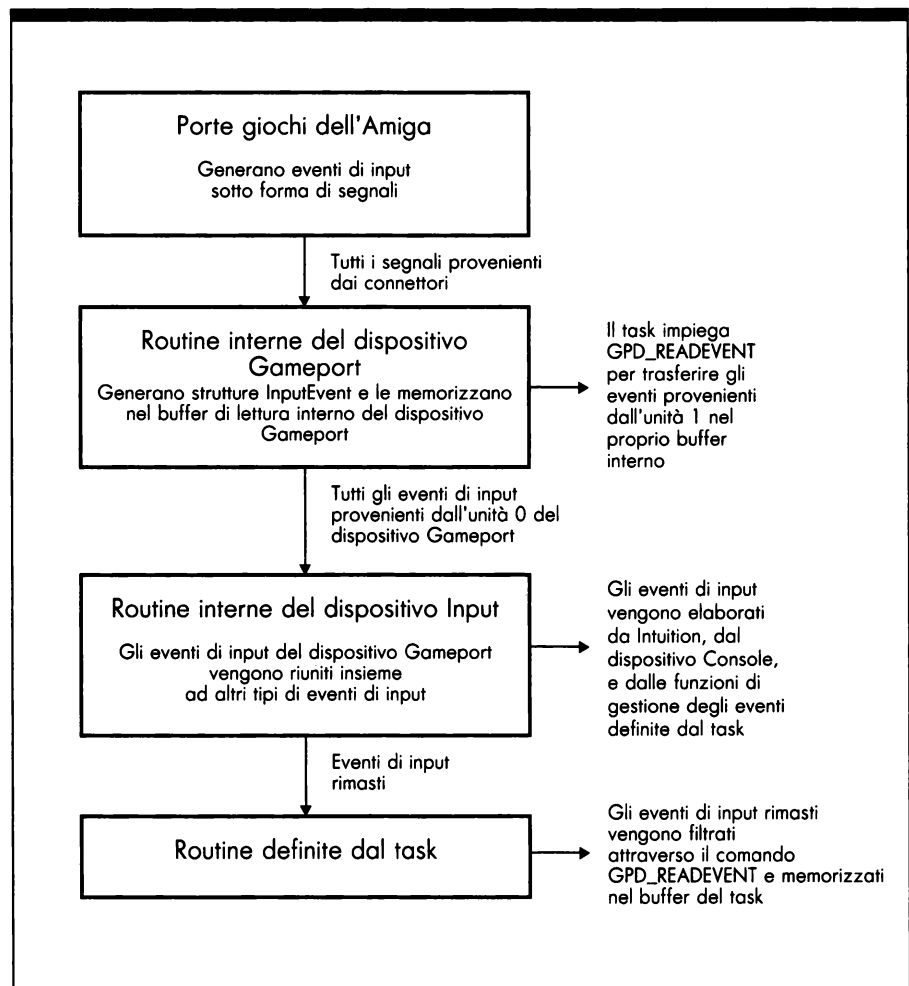 Porte giochi dell'Amiga
Generano eventi di input
sotto forma di segnali
Tutti i segnali provenienti
dai connettori
Routine interne del dispositivo
Gameport
Generano strutture InputEvent e le memorizzano
nel buffer di lettura interno del dispositivo
Gameport
Il task impiega
GPD_READEVENT
per trasferire gli
eventi provenienti
dall'unità 1 nel
proprio buffer
interno
Tutti gli eventi di input
provenienti dall'unità 0 del
dispositivo Gameport
Routine interne del dispositivo Input
Gli eventi di input del dispositivo Gameport
vengono riuniti insieme
ad altri tipi di eventi di input
Gli eventi di input
vengono elaborati
da Intuition, dal
dispositivo Console,
e dalle funzioni di
gestione degli eventi
definite dal task
Eventi di input
rimasti
Routine definite dal task
Gli eventi di input rimasti
vengono filtrati
attraverso il comando
GPD_READEVENT e memorizzati
nel buffer del task